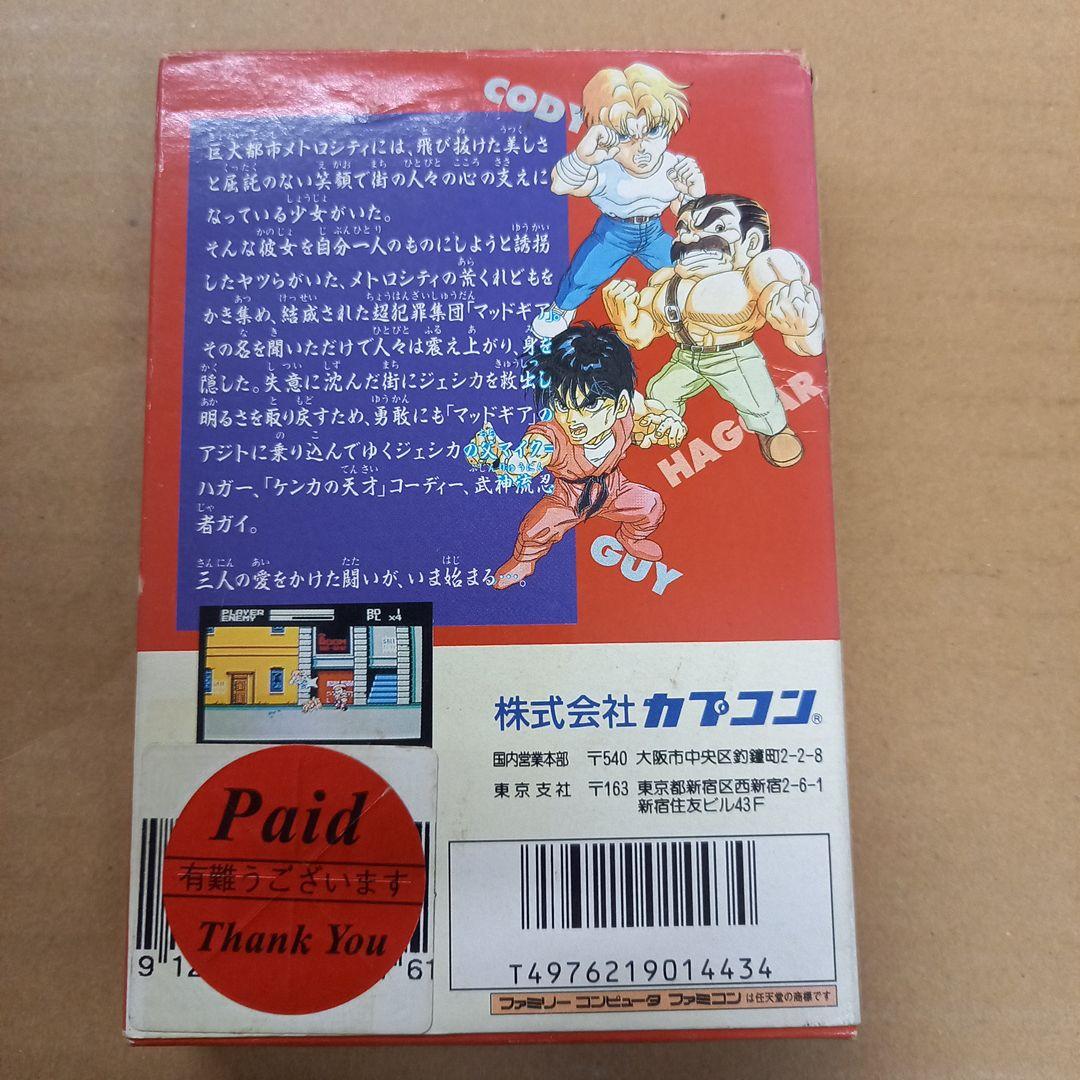 CODY
巨大都市メトロシティには、飛び抜けた美しさ
と屈託のない笑顔で街の人々の心の支えに
なっている少女がいた。
そんな彼女を自分一人のものにしようと誘拐
したヤツらがいた、メトロシティの荒くれどもを
かき集め、結成された超犯罪集団「マッドギア」。
その名を聞いただけで人々は震え上がり、身を
隠した。失意に沈んだ街にジェシカを救出し
明るさを取り戻すため、勇敢にも「マッドギア」の
アジトに乗り込んでゆくジェシカの父マイク・
ハガー、「ケンカの天才」コーディー、武神流忍
者ガイ。
三人の愛をかけた闘いが、いま始まる…。
HAGGAR
GUY
PLAYER
ENEMY
RD 1
PL x4
株式会社カプコン®
国内営業本部 〒540 大阪市中央区釣鐘町2-2-8
東京支社 〒163 東京都新宿区西新宿2-6-1
新宿住友ビル43F
Paid
有難うございます
Thank You
9 12
61
T4976219014434
ファミリーコンピュータ ファミコンは任天堂の商標です